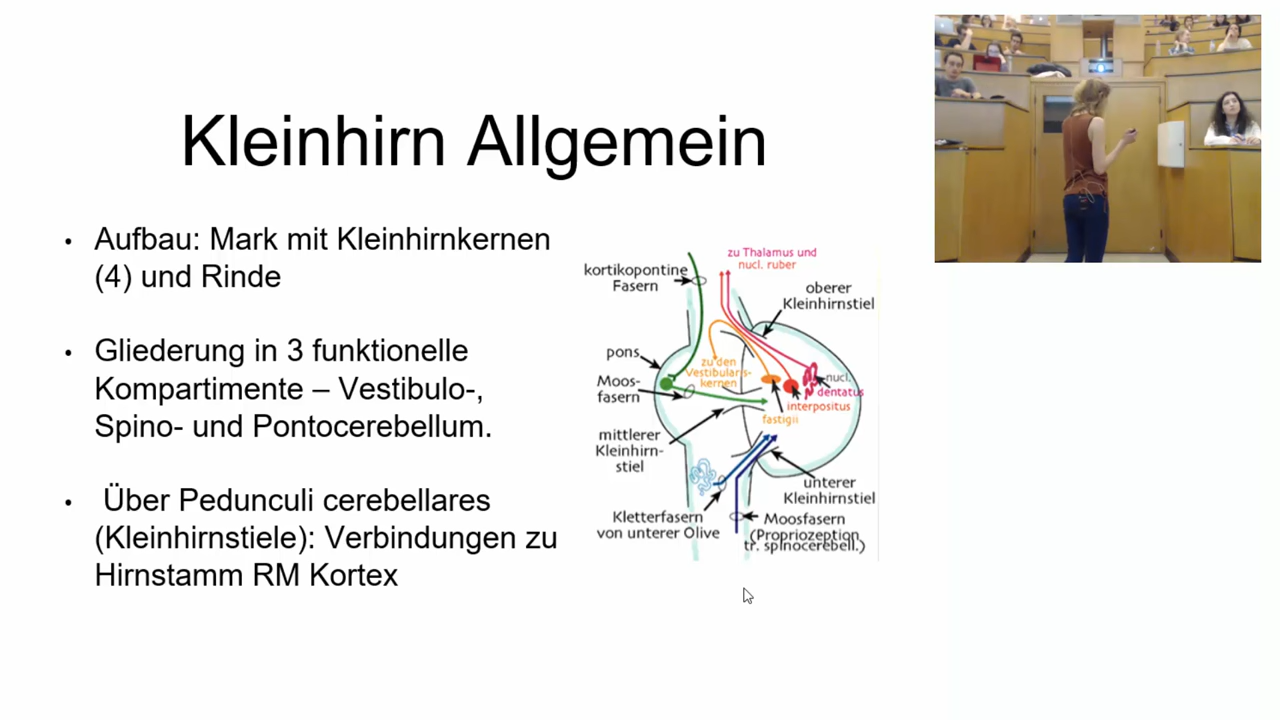 Kleinhirn Allgemein
• Aufbau: Mark mit Kleinhirnkernen
(4) und Rinde
• Gliederung in 3 funktionelle
Kompartimente – Vestibulo-,
Spino- und Pontocerebellum.
• Über Pedunculi cerebellares
(Kleinhirnstiele): Verbindungen zu
Hirnstamm RM Kortex
zu Thalamus und
nucl. ruber
kortikopontine
Fasern
oberer
Kleinhirnstiel
pons
zu den
Vestibularis-
kernen
Moos-
fasern
nucl.
dentatus
interpositus
fastigii
mittlerer
Kleinhirn-
stiel
unterer
Kleinhirnstiel
Kletterfasern
von unterer Olive
Moosfasern
(Propriozeption
tr. spinocerebell.)